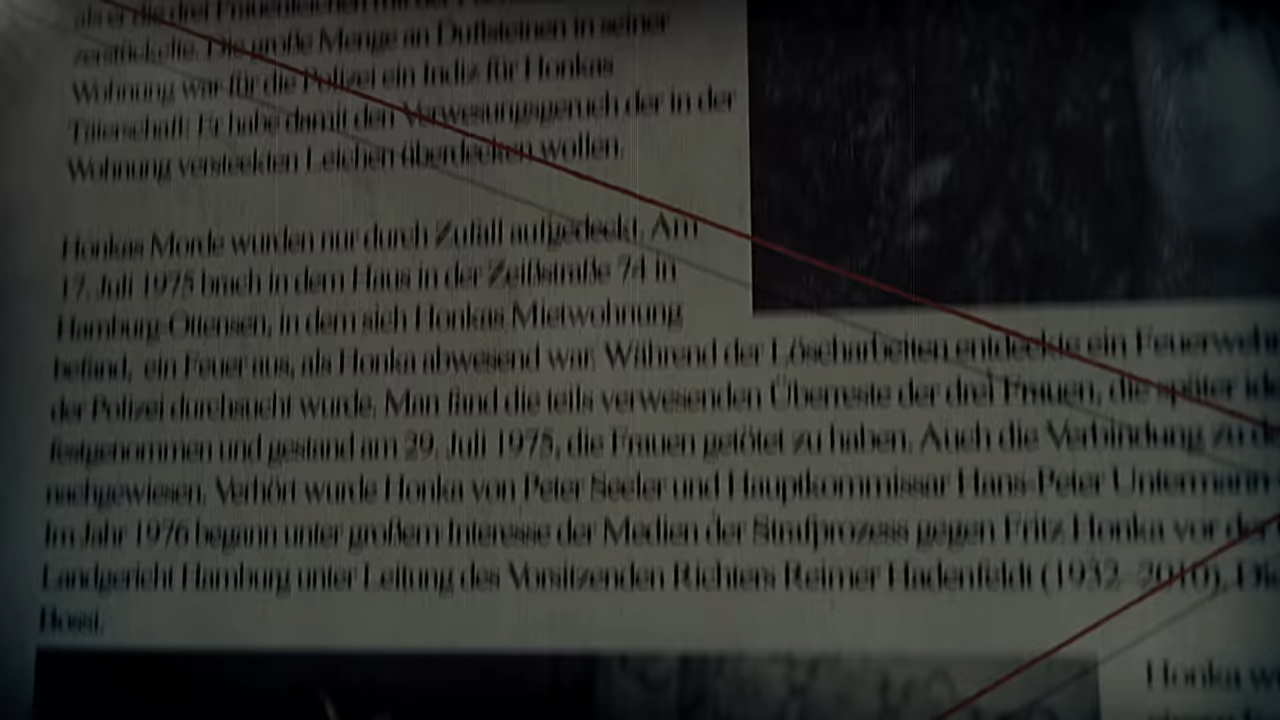 als er die drei Frauenleichen mit der
zerstückelte. Die große Menge an Duftsteinen in seiner
Wohnung war für die Polizei ein Indiz für Honkas
Täterschaft: Er habe damit den Verwesungsgeruch der in der
Wohnung versteckten Leichen überdecken wollen.
Honkas Morde wurden nur durch Zufall aufgedeckt. Am
17. Juli 1975 brach in dem Haus in der Zeißstraße 74 in
Hamburg-Ottensen, in dem sich Honkas Mietwohnung
befand, ein Feuer aus, als Honka abwesend war. Während der Löscharbeiten entdeckte ein Feuerwehr
der Polizei durchsucht wurde. Man fand die teils verwesenden Überreste der drei Frauen, die später ide
festgenommen und gestand am 29. Juli 1975, die Frauen getötet zu haben. Auch die Verbindung zu de
nachgewiesen. Verhört wurde Honka von Peter Seeler und Hauptkommissar Hans-Peter Untermann
Im Jahr 1976 begann unter großem Interesse der Medien der Strafprozess gegen Fritz Honka vor der
Landgericht Hamburg unter Leitung des Vorsitzenden Richters Reimer Hadenfeldt (1932–2010). Die
Bossi.
Honka w